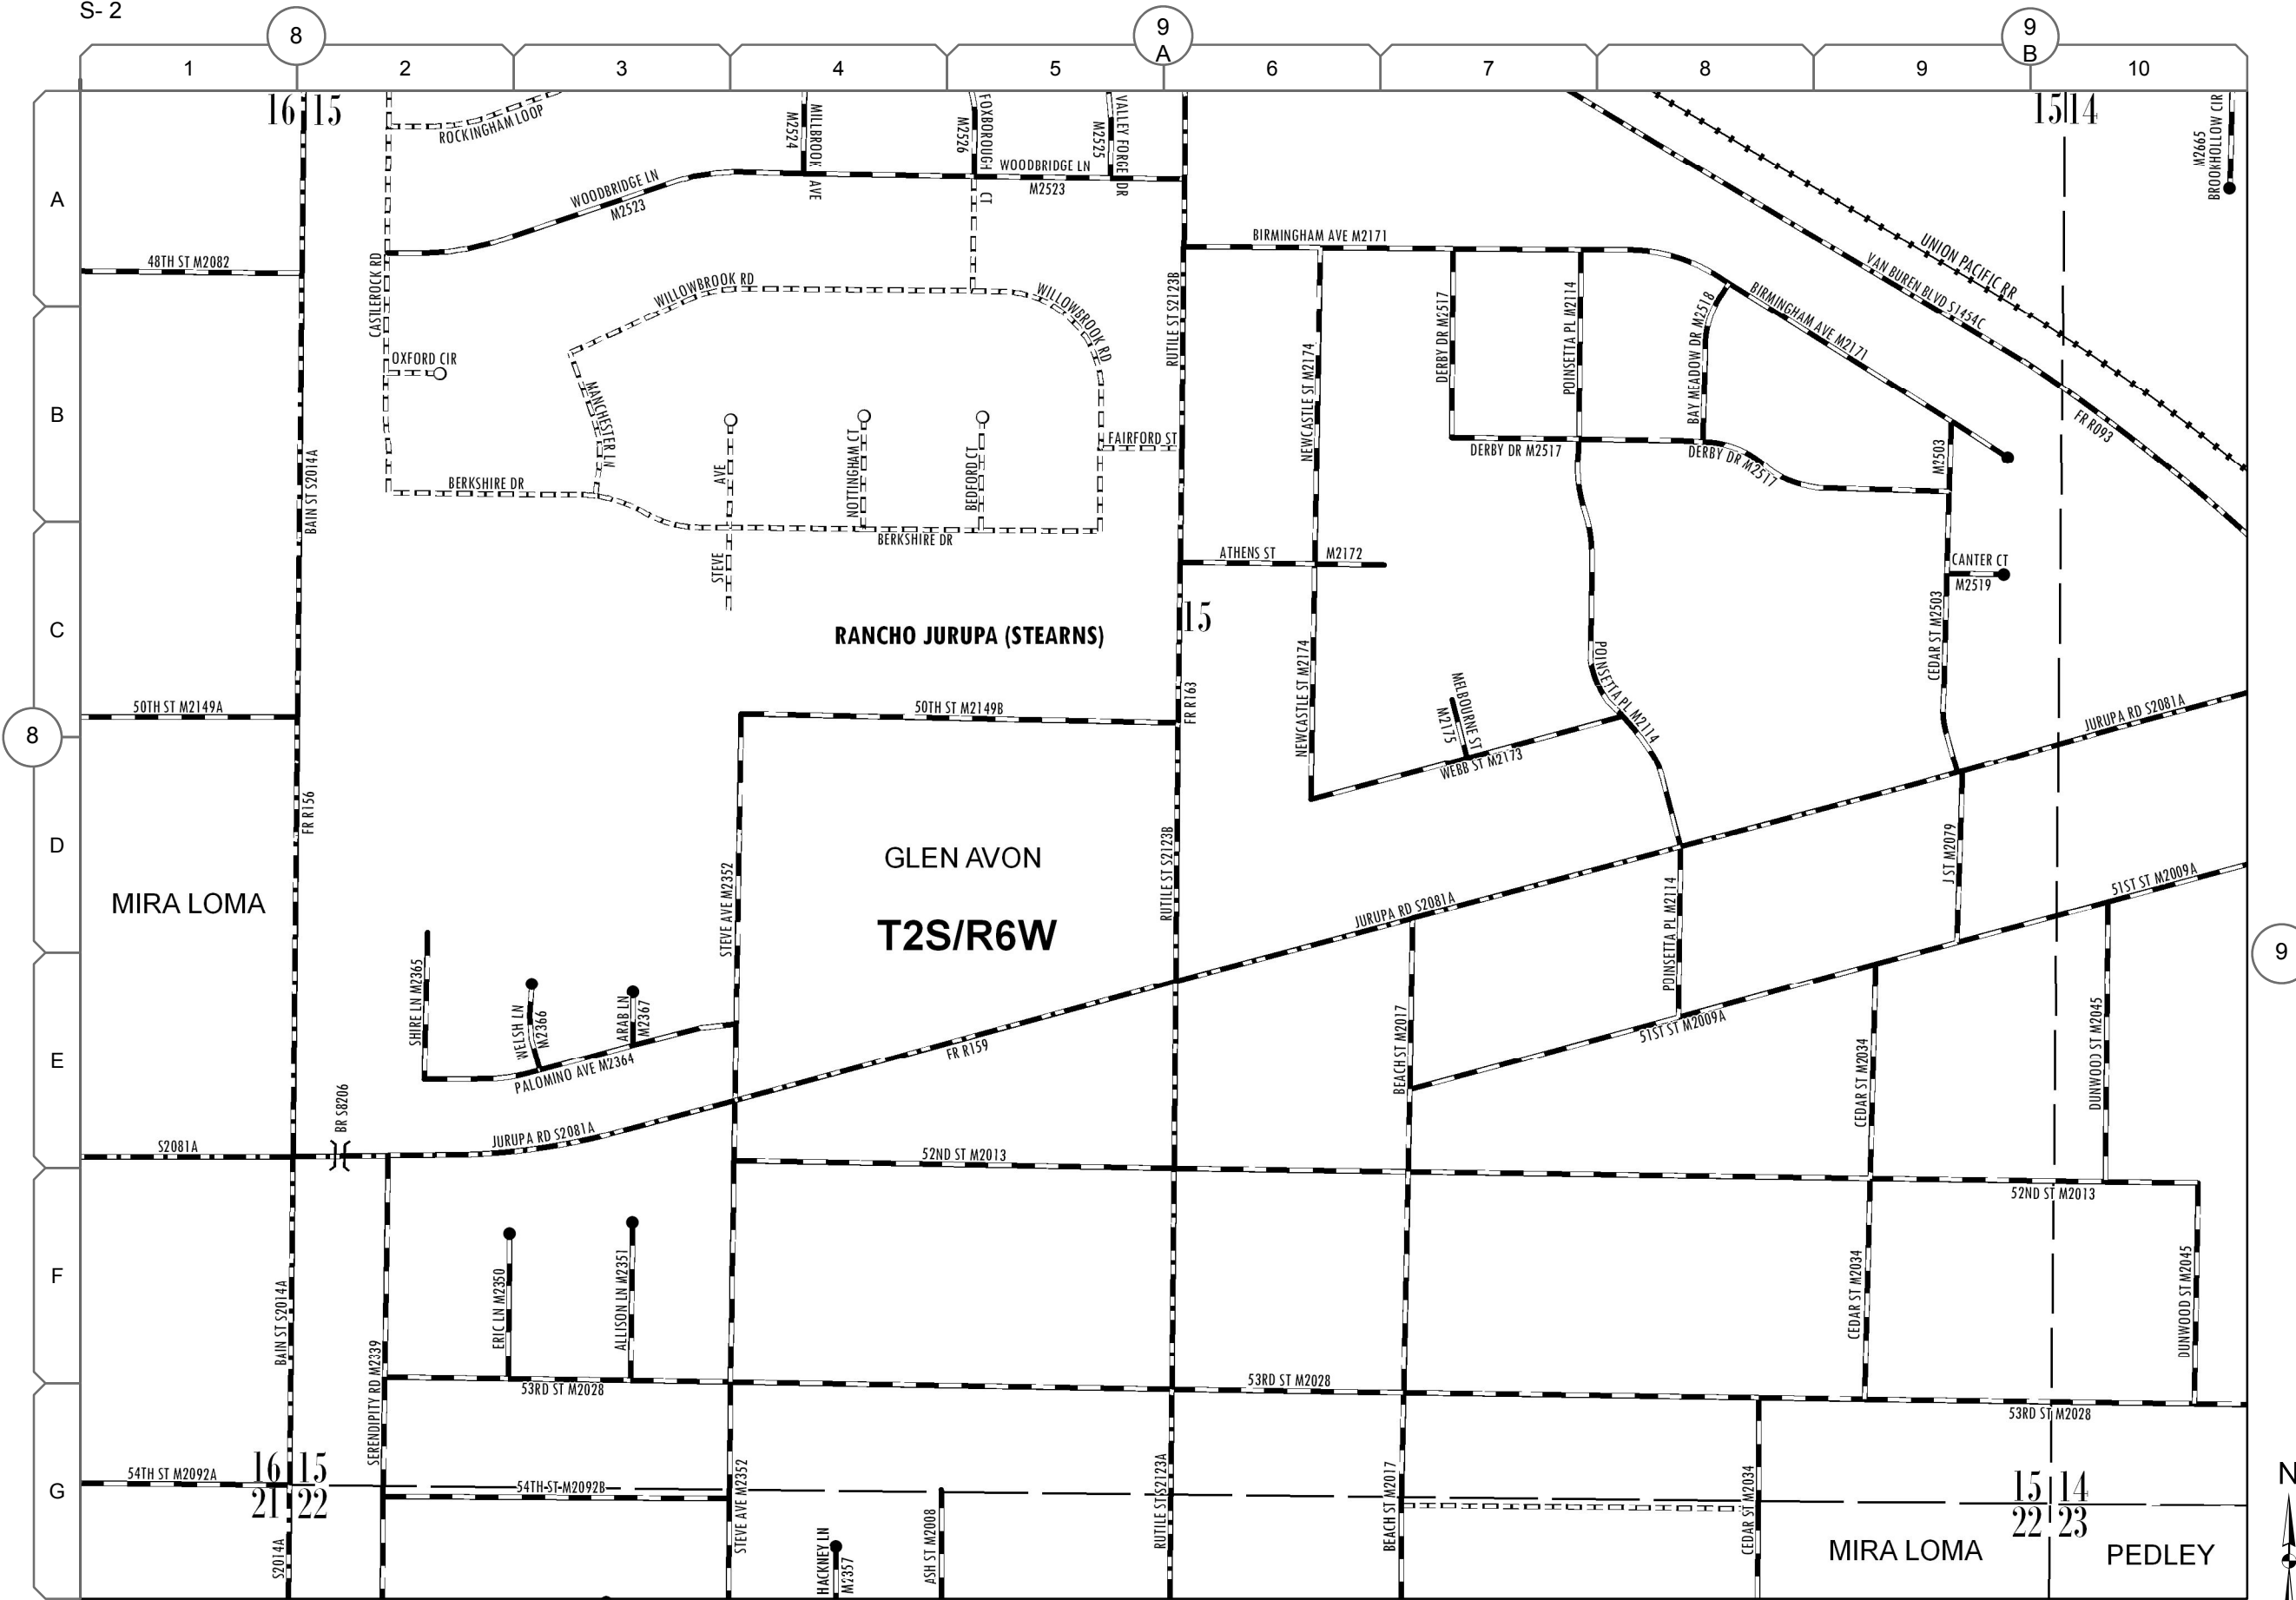 S- 2
8
9
A
9
B
1
2
3
4
5
6
7
8
9
10
A
B
C
D
E
F
G
8
9
16 15
15 14
ROCKINGHAM LOOP
M2524
MILLBROOK AVE
M2526
FOXBOROUGH CT
M2525
VALLEY FORGE DR
WOODBRIDGE LN
M2523
WOODBRIDGE LN
M2523
M2665
BROOKHOLLOW CIR
48TH ST M2082
CASTLEROCK RD
BIRMINGHAM AVE M2171
UNION PACIFIC RR
VAN BUREN BLVD S1454C
FR R093
WILLOWBROOK RD
WILLOWBROOK RD
RUTILE ST S2123B
NEWCASTLE ST M2174
DERBY DR M2517
POINSETTA PL M2114
BAY MEADOW DR M2518
BIRMINGHAM AVE M2171
OXFORD CIR
MANCHESTER LN
BERKSHIRE DR
STEVE AVE
NOTTINGHAM CT
BEDFORD CT
FAIRFORD ST
BERKSHIRE DR
DERBY DR M2517
DERBY DR M2517
M2503
BAIN ST S2014A
ATHENS ST M2172
CANTER CT
M2519
15
RANCHO JURUPA (STEARNS)
CEDAR ST M2503
POINSETTA PL M2114
NEWCASTLE ST M2174
MELBOURNE ST
M2175
WEBB ST M2173
50TH ST M2149A
50TH ST M2149B
FR R163
JURUPA RD S2081A
FR R156
MIRA LOMA
GLEN AVON
T2S/R6W
STEVE AVE M2352
RUTILE ST S2123B
JURUPA RD S2081A
POINSETTA PL M2114
J ST M2079
51ST ST M2009A
SHIRE LN M2365
WELSH LN
M2366
ARAB LN
M2367
PALOMINO AVE M2364
FR R159
BEACH ST M2017
51ST ST M2009A
CEDAR ST M2034
DUNWOOD ST M2045
BR S8206
S2081A
JURUPA RD S2081A
52ND ST M2013
52ND ST M2013
BAIN ST S2014A
SERENDIPITY RD M2339
ERIC LN M2350
ALLISON LN M2351
CEDAR ST M2034
DUNWOOD ST M2045
53RD ST M2028
53RD ST M2028
53RD ST M2028
54TH ST M2092A
16 15
21 22
54TH ST M2092B
S2014A
STEVE AVE M2352
HACKNEY LN
M2357
ASH ST M2008
RUTILE ST S2123A
BEACH ST M2017
CEDAR ST M2034
15 14
22 23
MIRA LOMA
PEDLEY
N